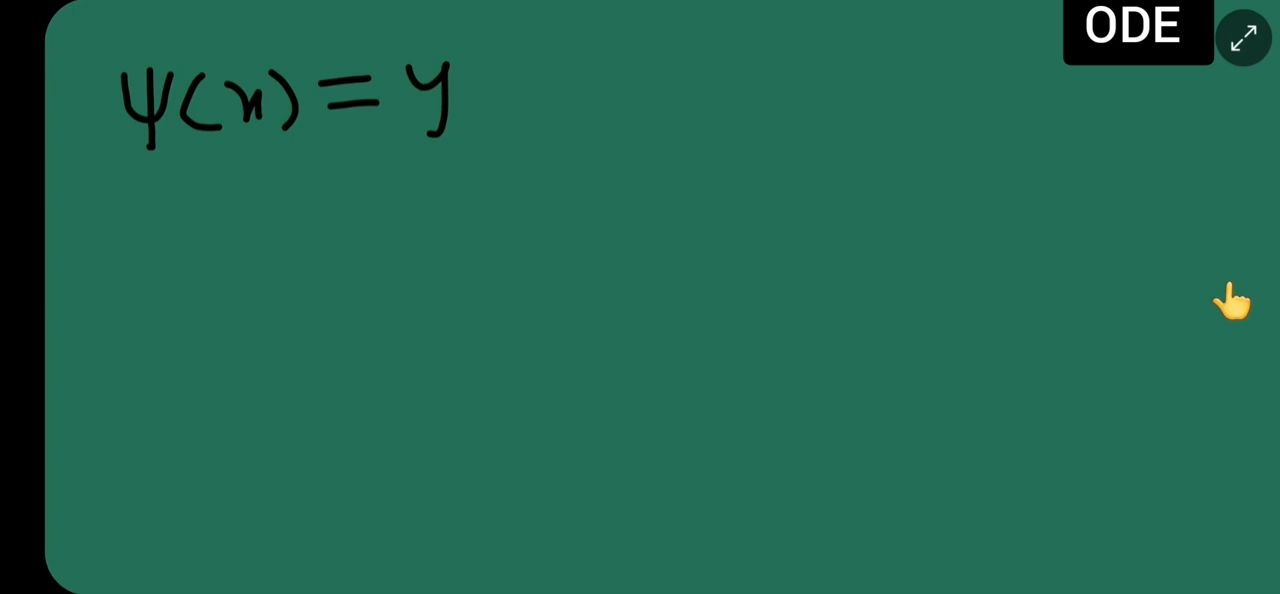 ODE
ψ(x) = y